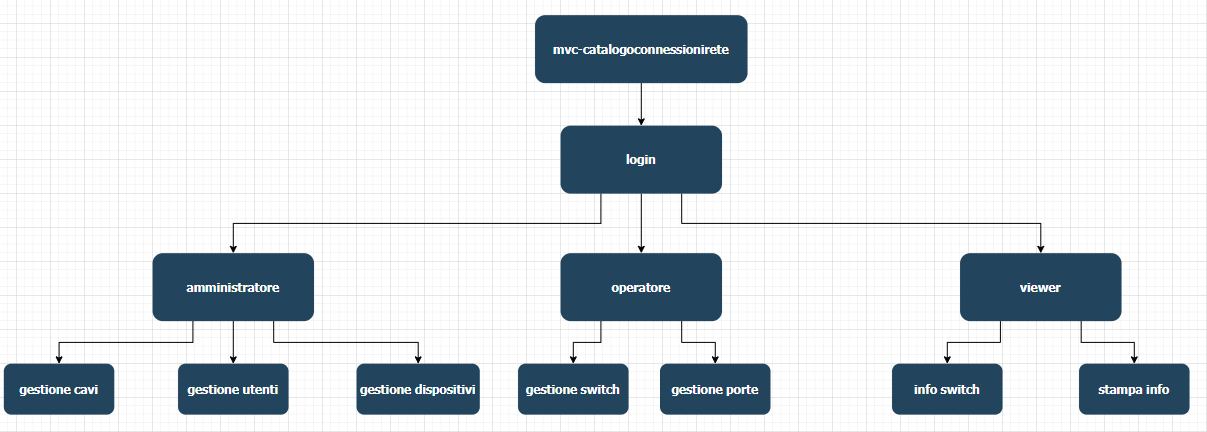 mvc-catalogoconnessionirete
login
amministratore
operatore
viewer
gestione cavi
gestione utenti
gestione dispositivi
gestione switch
gestione porte
info switch
stampa info